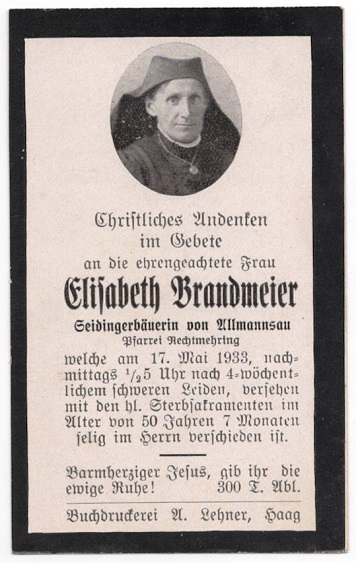 Christliches Andenken
im Gebete
an die ehrengeachtete Frau
Elisabeth Brandmeier
Seidingerbäuerin von Allmannsau
Pfarrei Rechtmehring
welche am 17. Mai 1933, nach-
mittags ½5 Uhr nach 4-wöchent-
lichem schweren Leiden, versehen
mit den hl. Sterbsakramenten im
Alter von 50 Jahren 7 Monaten
selig im Herrn verschieden ist.
Barmherziger Jesus, gib ihr die
ewige Ruhe! 300 T. Abl.
Buchdruckerei A. Lehner, Haag